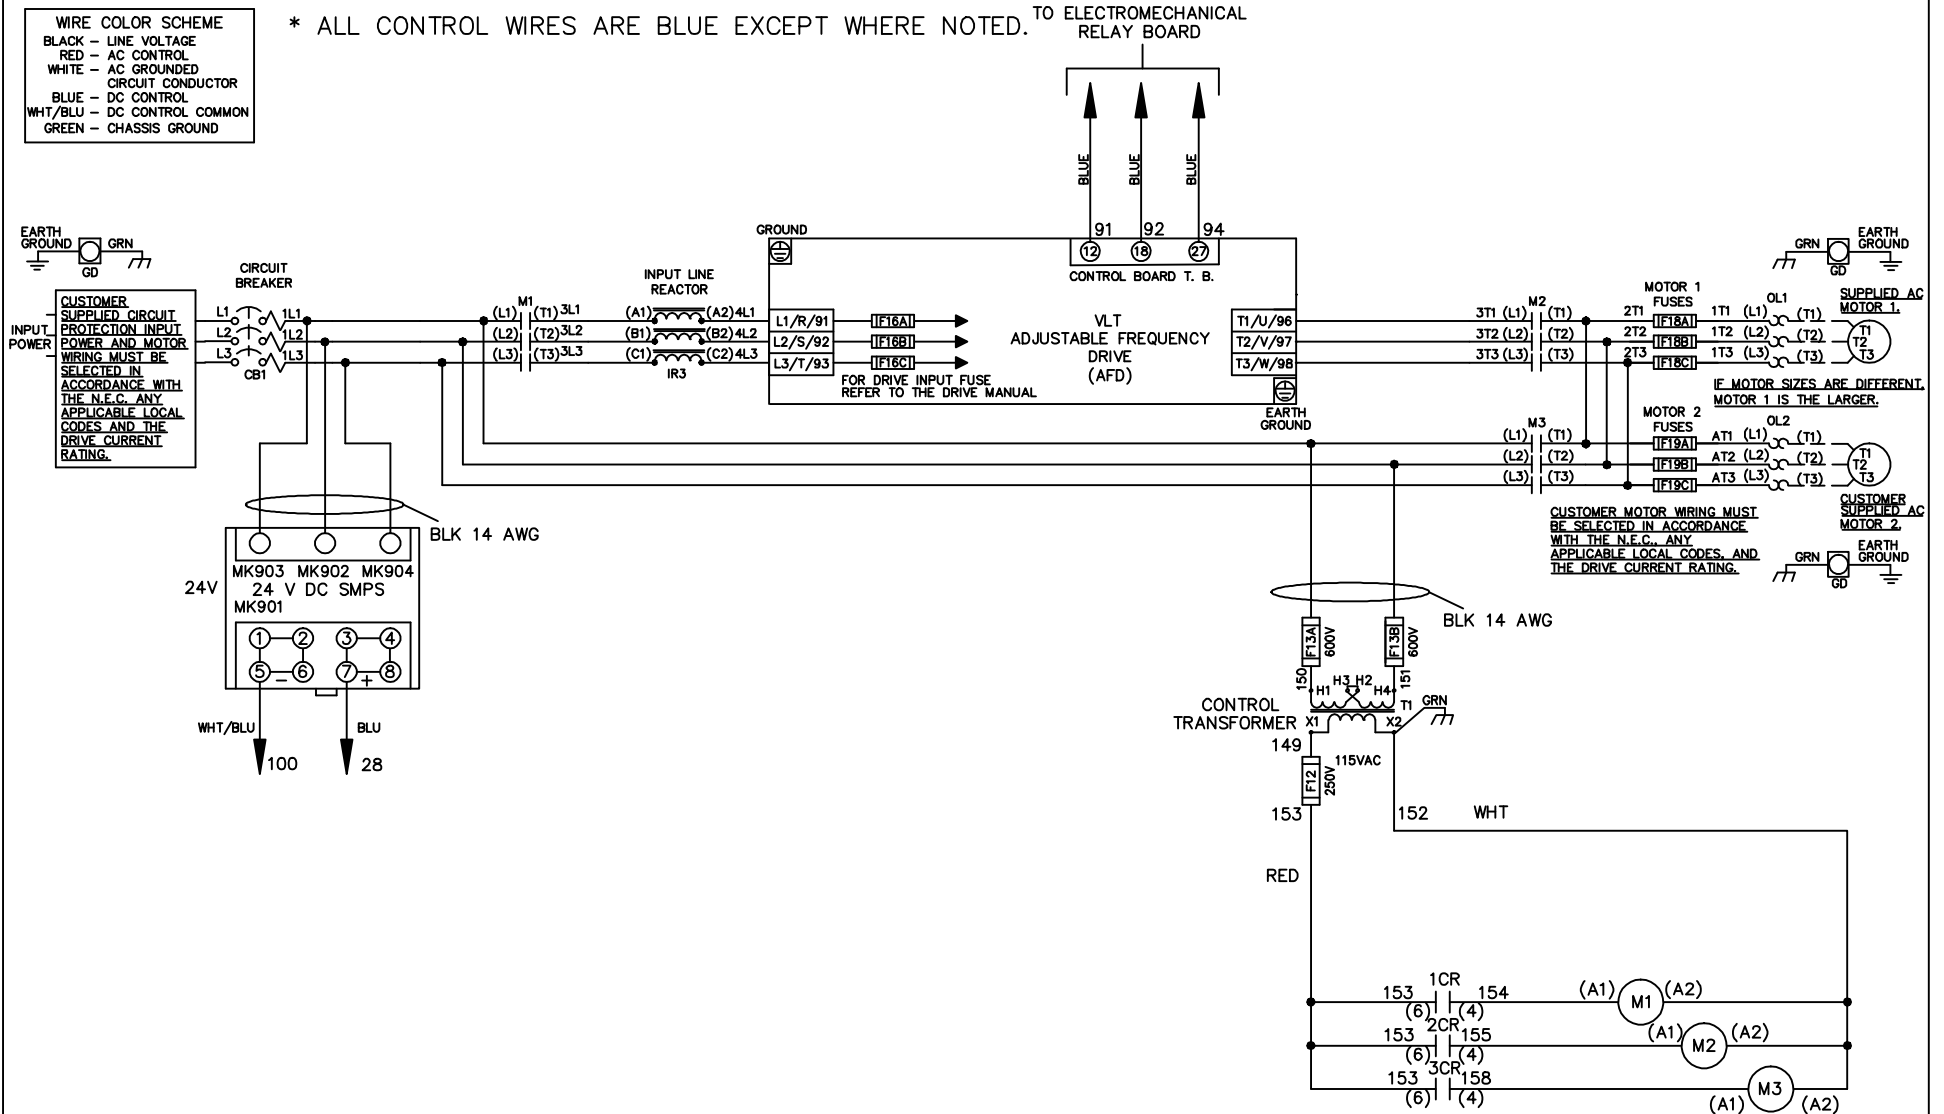 WIRE COLOR SCHEME
BLACK – LINE VOLTAGE
RED – AC CONTROL
WHITE – AC GROUNDED
CIRCUIT CONDUCTOR
BLUE – DC CONTROL
WHT/BLU – DC CONTROL COMMON
GREEN – CHASSIS GROUND
* ALL CONTROL WIRES ARE BLUE EXCEPT WHERE NOTED.
TO ELECTROMECHANICAL
RELAY BOARD
BLUE
BLUE
BLUE
91 92 94
12 18 27
CONTROL BOARD T. B.
EARTH
GROUND
GRN
GD
INPUT
POWER
CUSTOMER
SUPPLIED CIRCUIT
PROTECTION INPUT
POWER AND MOTOR
WIRING MUST BE
SELECTED IN
ACCORDANCE WITH
THE N.E.C. ANY
APPLICABLE LOCAL
CODES AND THE
DRIVE CURRENT
RATING.
CIRCUIT
BREAKER
L1 1L1
L2 1L2
L3 1L3
CB1
M1
(L1) (T1) 3L1
(L2) (T2) 3L2
(L3) (T3) 3L3
INPUT LINE
REACTOR
(A1) (A2) 4L1
(B1) (B2) 4L2
(C1) (C2) 4L3
IR3
GROUND
L1/R/91 F16A
L2/S/92 F16B
L3/T/93 F16C
FOR DRIVE INPUT FUSE
REFER TO THE DRIVE MANUAL
VLT
ADJUSTABLE FREQUENCY
DRIVE
(AFD)
T1/U/96
T2/V/97
T3/W/98
EARTH
GROUND
M2
3T1 (L1) (T1)
3T2 (L2) (T2)
3T3 (L3) (T3)
MOTOR 1
FUSES
2T1 F18A 1T1 (L1) (T1)
2T2 F18B 1T2 (L2) (T2)
2T3 F18C 1T3 (L3) (T3)
OL1
GRN
GD
EARTH
GROUND
SUPPLIED AC
MOTOR 1.
T1
T2
T3
IF MOTOR SIZES ARE DIFFERENT,
MOTOR 1 IS THE LARGER.
M3
(L1) (T1)
(L2) (T2)
(L3) (T3)
MOTOR 2
FUSES
F19A AT1 (L1) (T1)
F19B AT2 (L2) (T2)
F19C AT3 (L3) (T3)
OL2
T1
T2
T3
CUSTOMER
SUPPLIED AC
MOTOR 2.
CUSTOMER MOTOR WIRING MUST
BE SELECTED IN ACCORDANCE
WITH THE N.E.C., ANY
APPLICABLE LOCAL CODES, AND
THE DRIVE CURRENT RATING.
GRN
GD
EARTH
GROUND
BLK 14 AWG
MK903 MK902 MK904
24V
24 V DC SMPS
MK901
1 2 3 4
5 6 7 8
– +
WHT/BLU
BLU
100
28
BLK 14 AWG
F13A
600V
F13B
600V
150
151
H1 H3 H2 H4
T1
GRN
CONTROL
TRANSFORMER
X1 X2
149
115VAC
F12
250V
153
152
WHT
RED
1CR
153 154 (A1) M1 (A2)
(6) (4)
2CR
153 155 (A1) M2 (A2)
(6) (4)
3CR
153 158 M3
(6) (4) (A1) (A2)